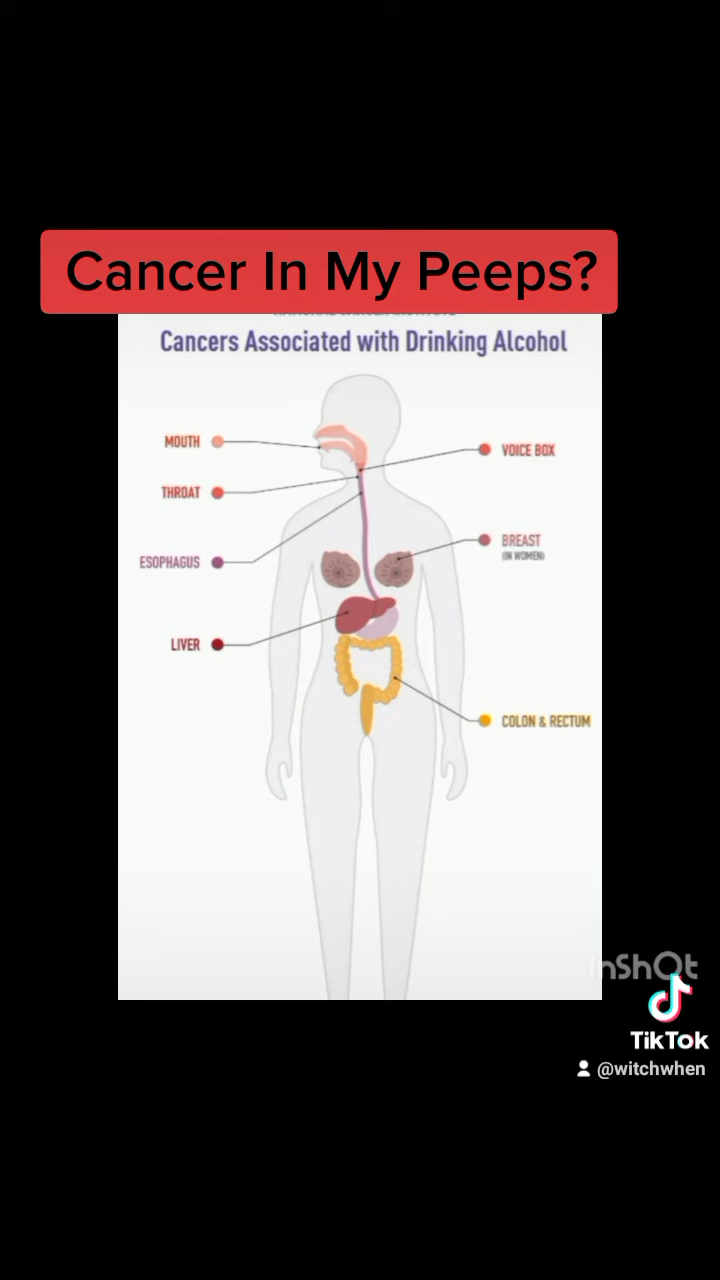 Cancer In My Peeps?
Cancers Associated with Drinking Alcohol
MOUTH
VOICE BOX
THROAT
BREAST
(IN WOMEN)
ESOPHAGUS
LIVER
COLON & RECTUM
InShOt
TikTok
@witchwhen